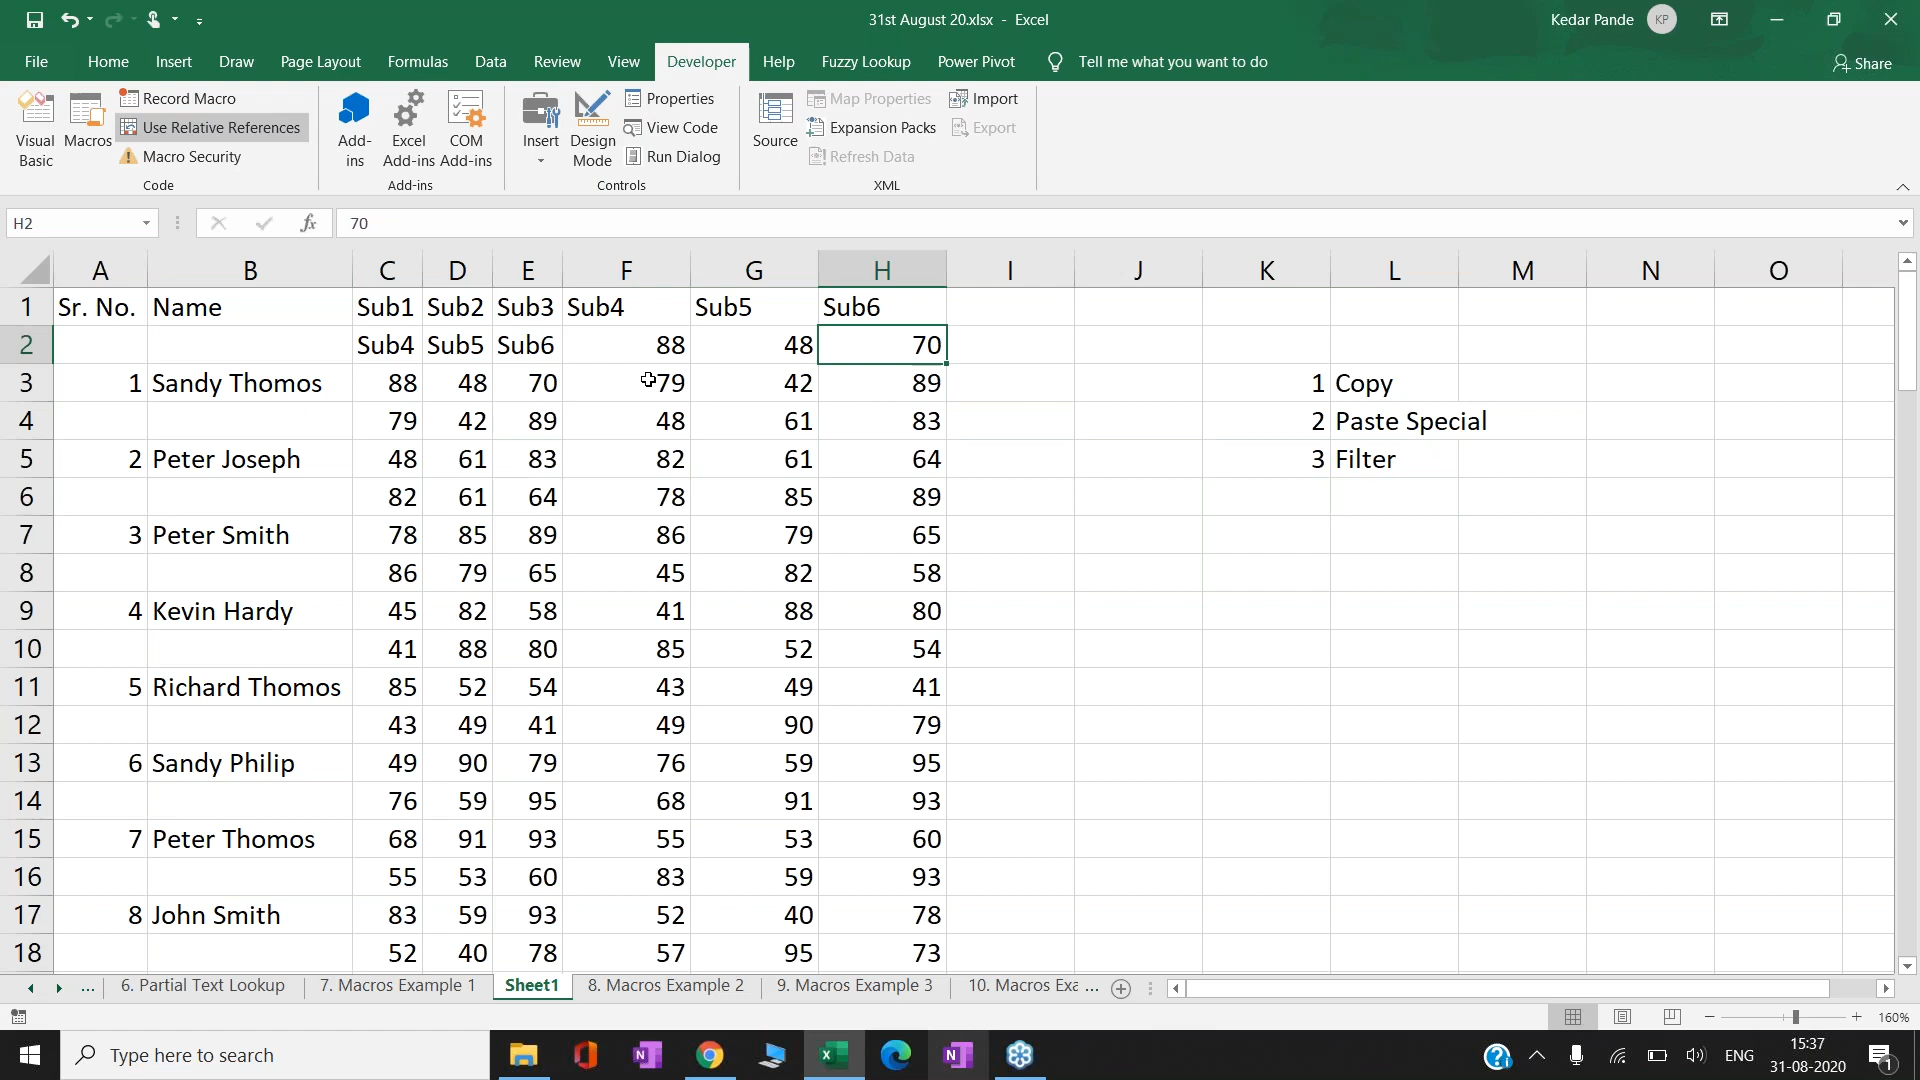 31st August 20.xlsx - Excel
Kedar Pande KP
File Home Insert Draw Page Layout Formulas Data Review View Developer Help Fuzzy Lookup Power Pivot Tell me what you want to do Share
Visual Basic
Macros
Record Macro
Use Relative References
Macro Security
Code
Add-ins
Excel Add-ins
COM Add-ins
Add-ins
Insert
Design Mode
Properties
View Code
Run Dialog
Controls
Source
Map Properties
Expansion Packs
Refresh Data
Import
Export
XML
H2 fx 70
A B C D E F G H I J K L M N O
1 Sr. No. Name Sub1 Sub2 Sub3 Sub4 Sub5 Sub6
2 Sub4 Sub5 Sub6 88 48 70
3 1 Sandy Thomos 88 48 70 79 42 89 1 Copy
4 79 42 89 48 61 83 2 Paste Special
5 2 Peter Joseph 48 61 83 82 61 64 3 Filter
6 82 61 64 78 85 89
7 3 Peter Smith 78 85 89 86 79 65
8 86 79 65 45 82 58
9 4 Kevin Hardy 45 82 58 41 88 80
10 41 88 80 85 52 54
11 5 Richard Thomos 85 52 54 43 49 41
12 43 49 41 49 90 79
13 6 Sandy Philip 49 90 79 76 59 95
14 76 59 95 68 91 93
15 7 Peter Thomos 68 91 93 55 53 60
16 55 53 60 83 59 93
17 8 John Smith 83 59 93 52 40 78
18 52 40 78 57 95 73
... 6. Partial Text Lookup 7. Macros Example 1 Sheet1 8. Macros Example 2 9. Macros Example 3 10. Macros Exa ...
160%
Type here to search
ENG
15:37
31-08-2020
1